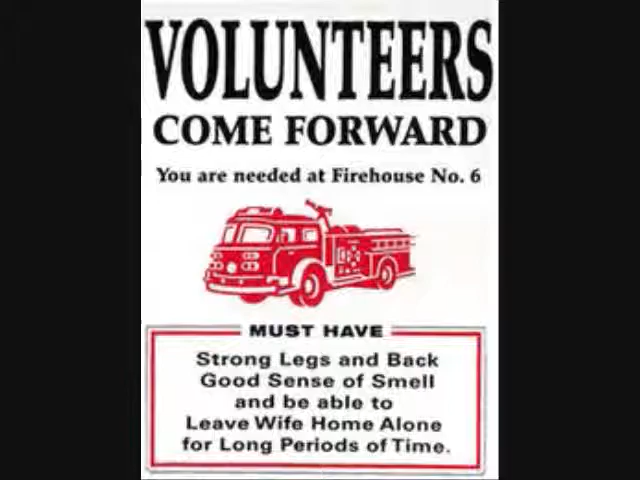 VOLUNTEERS
COME FORWARD
You are needed at Firehouse No. 6
MUST HAVE
Strong Legs and Back
Good Sense of Smell
and be able to
Leave Wife Home Alone
for Long Periods of Time.